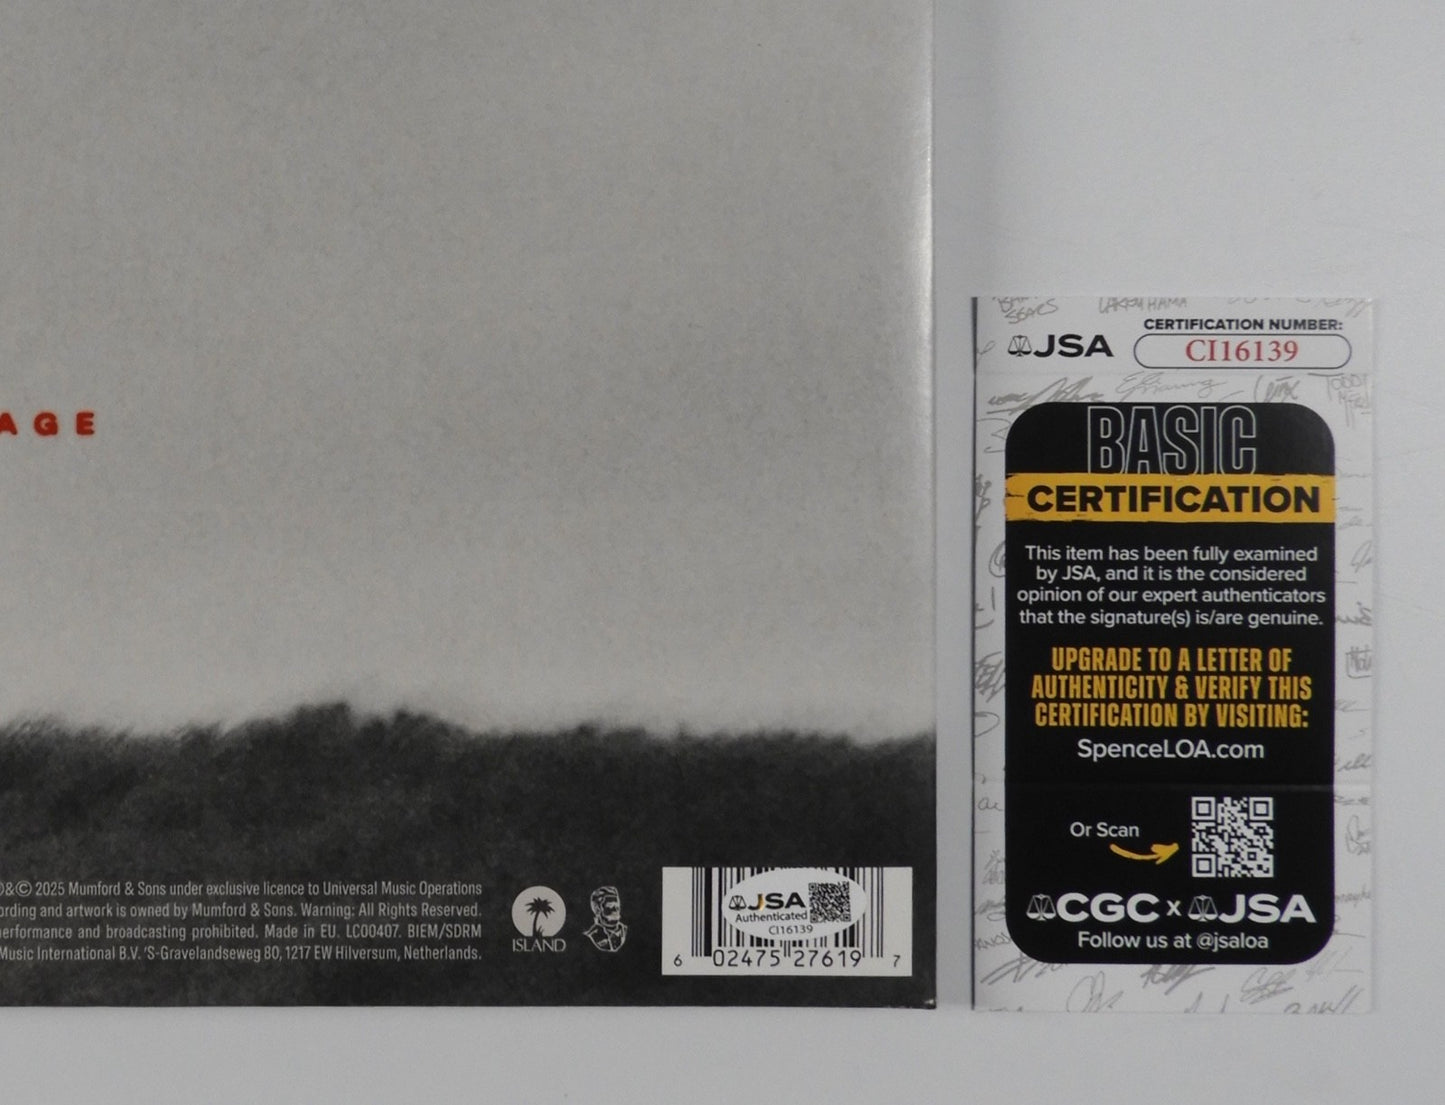 AGE
℗&© 2025 Mumford & Sons under exclusive licence to Universal Music Operations
ording and artwork is owned by Mumford & Sons. Warning: All Rights Reserved.
erformance and broadcasting prohibited. Made in EU. LC00407. BIEM/SDRM
Music International B.V. 'S-Gravelandseweg 80, 1217 EW Hilversum, Netherlands.
ISLAND
JSA
Authenticated
CI16139
6 02475 27619 7
SEARS
LARRY HAMA
JSA
CERTIFICATION NUMBER:
CI16139
TODD
BASIC
CERTIFICATION
This item has been fully examined
by JSA, and it is the considered
opinion of our expert authenticators
that the signature(s) is/are genuine.
UPGRADE TO A LETTER OF
AUTHENTICITY & VERIFY THIS
CERTIFICATION BY VISITING:
SpenceLOA.com
Or Scan
CGC x JSA
Follow us at @jsaloa